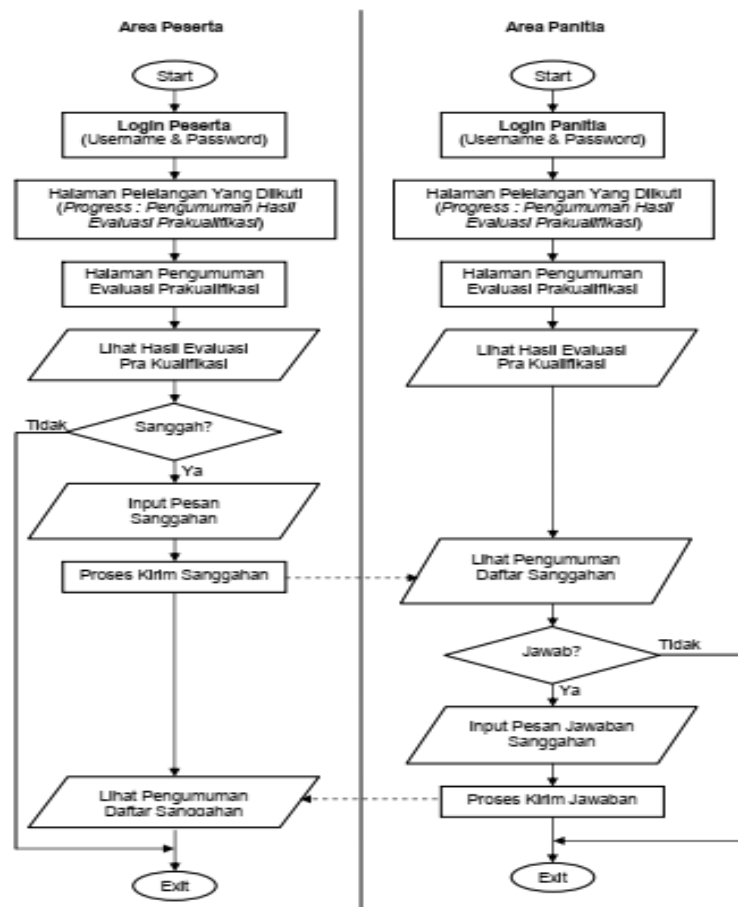 Area Peserta
Start
Login Peserta
(Username & Password)
Halaman Pelelangan Yang Diikuti
(Progress : Pengumuman Hasil
Evaluasi Prakualifikasi)
Halaman Pengumuman
Evaluasi Prakualifikasi
Lihat Hasil Evaluasi
Pra Kualifikasi
Sanggah?
Tidak
Ya
Input Pesan
Sanggahan
Proses Kirim Sanggahan
Lihat Pengumuman
Daftar Sanggahan
Exit
Area Panitia
Start
Login Panitia
(Username & Password)
Halaman Pelelangan Yang Diikuti
(Progress : Pengumuman Hasil
Evaluasi Prakualifikasi)
Halaman Pengumuman
Evaluasi Prakualifikasi
Lihat Hasil Evaluasi
Pra Kualifikasi
Lihat Pengumuman
Daftar Sanggahan
Jawab?
Tidak
Ya
Input Pesan Jawaban
Sanggahan
Proses Kirim Jawaban
Exit